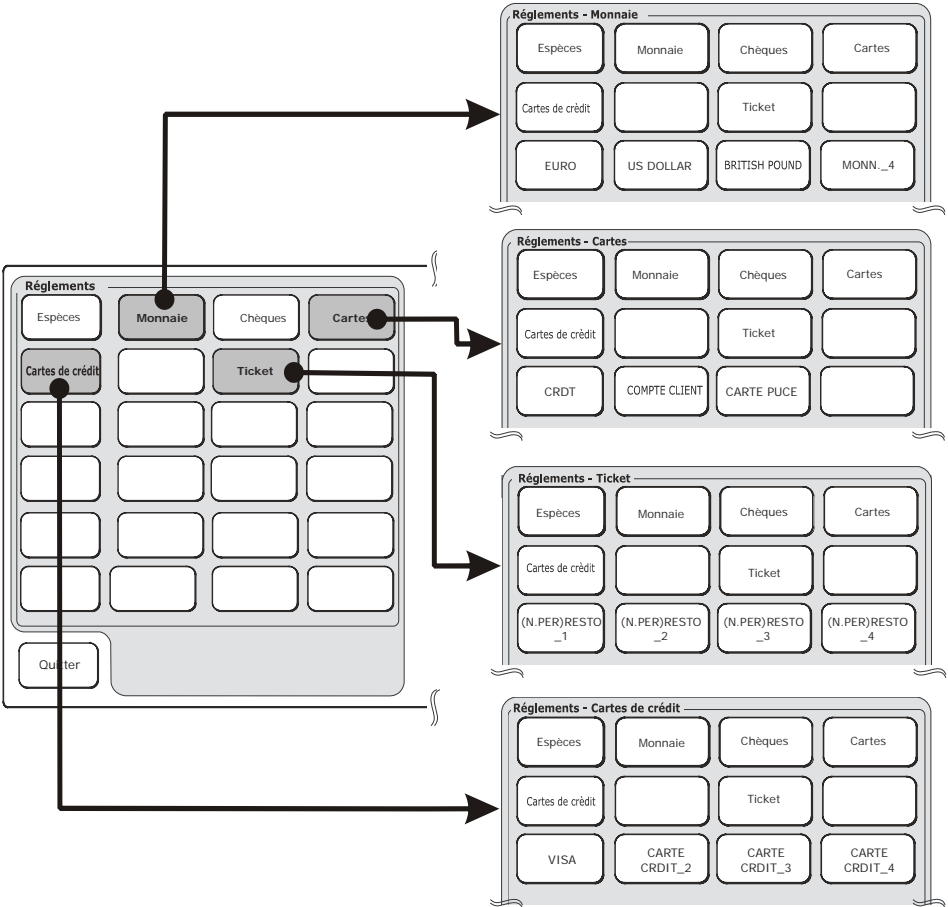 Réglements - Monnaie
Espèces Monnaie Chèques Cartes
Cartes de crèdit Ticket
EURO US DOLLAR BRITISH POUND MONN._4
Réglements - Cartes
Espèces Monnaie Chèques Cartes
Cartes de crèdit Ticket
CRDT COMPTE CLIENT CARTE PUCE
Réglements
Espèces Monnaie Chèques Cartes
Cartes de crédit Ticket
Quitter
Réglements - Ticket
Espèces Monnaie Chèques Cartes
Cartes de crèdit Ticket
(N.PER)RESTO (N.PER)RESTO (N.PER)RESTO (N.PER)RESTO
_1 _2 _3 _4
Réglements - Cartes de crédit
Espèces Monnaie Chèques Cartes
Cartes de crèdit Ticket
VISA CARTE CARTE CARTE
CRDIT_2 CRDIT_3 CRDIT_4